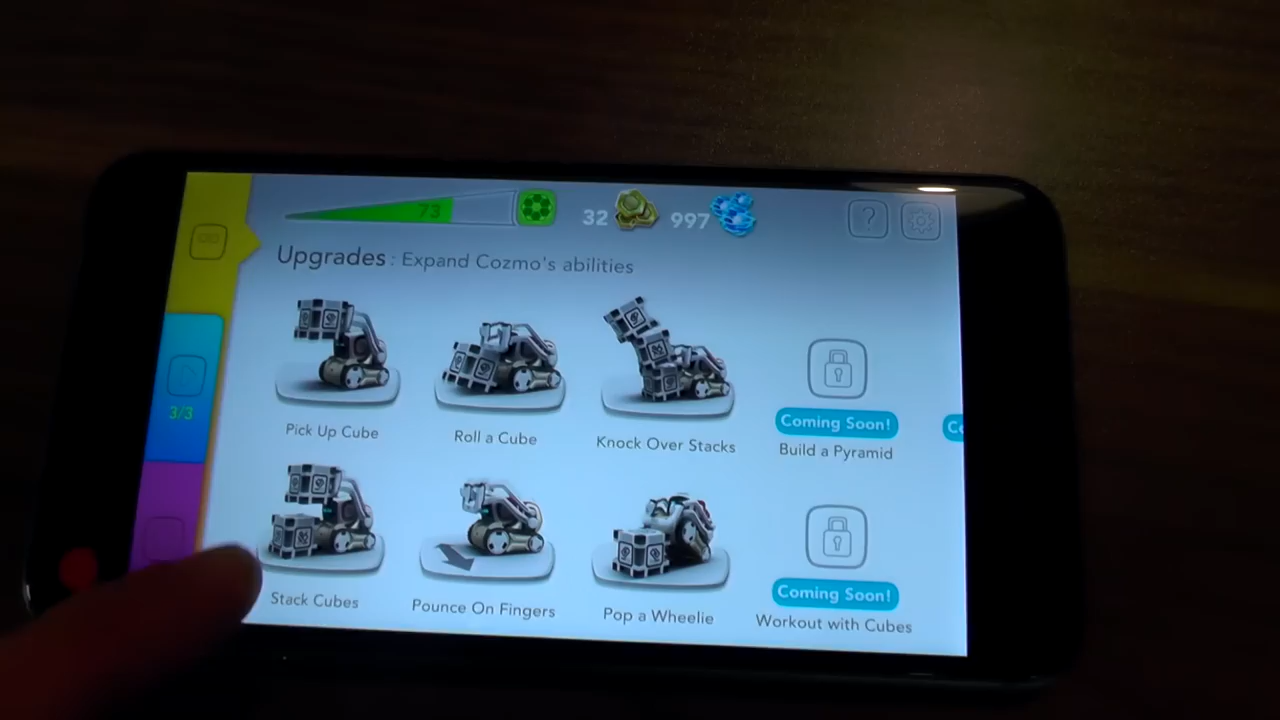 73
32
997
?
Upgrades : Expand Cozmo's abilities
3/3
Pick Up Cube
Roll a Cube
Knock Over Stacks
Coming Soon!
Build a Pyramid
Co
Stack Cubes
Pounce On Fingers
Pop a Wheelie
Coming Soon!
Workout with Cubes